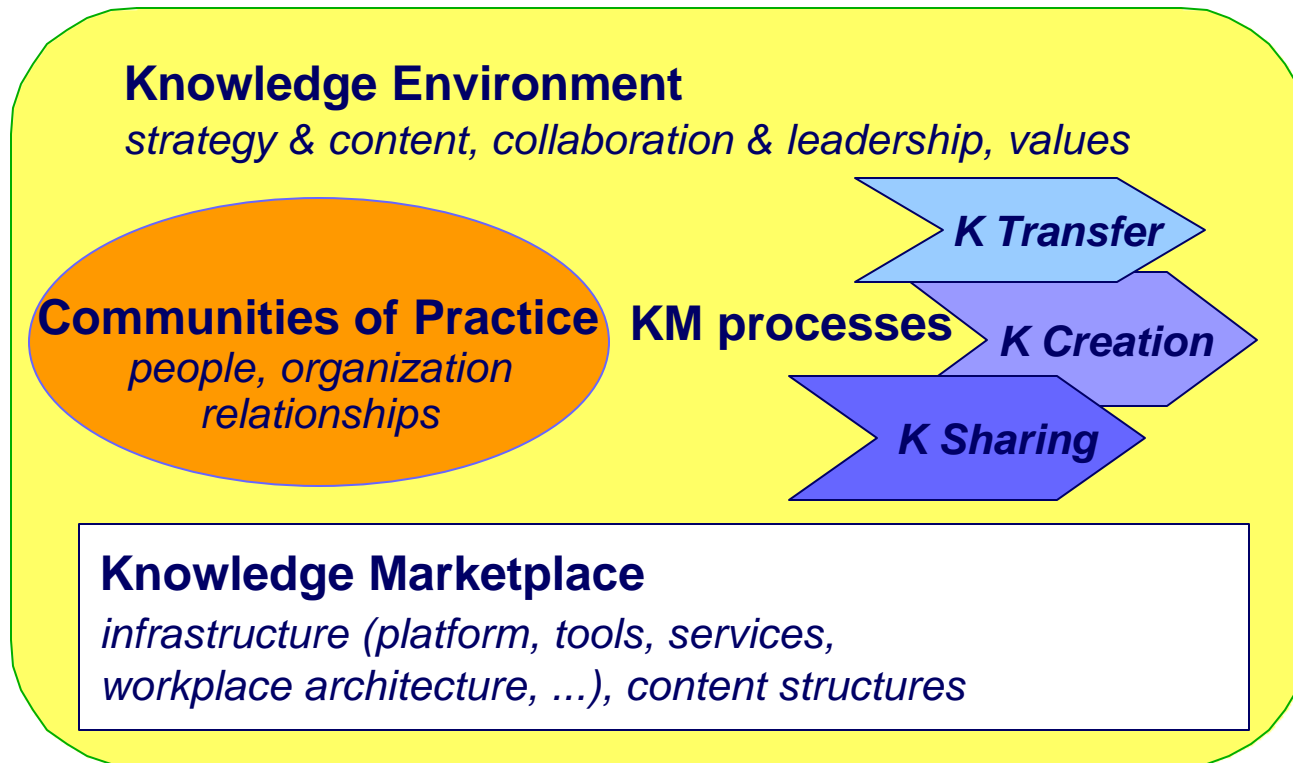 Knowledge Environment
strategy & content, collaboration & leadership, values
K Transfer
Communities of Practice
people, organization
relationships
KM processes
K Creation
K Sharing
Knowledge Marketplace
infrastructure (platform, tools, services,
workplace architecture, ...), content structures